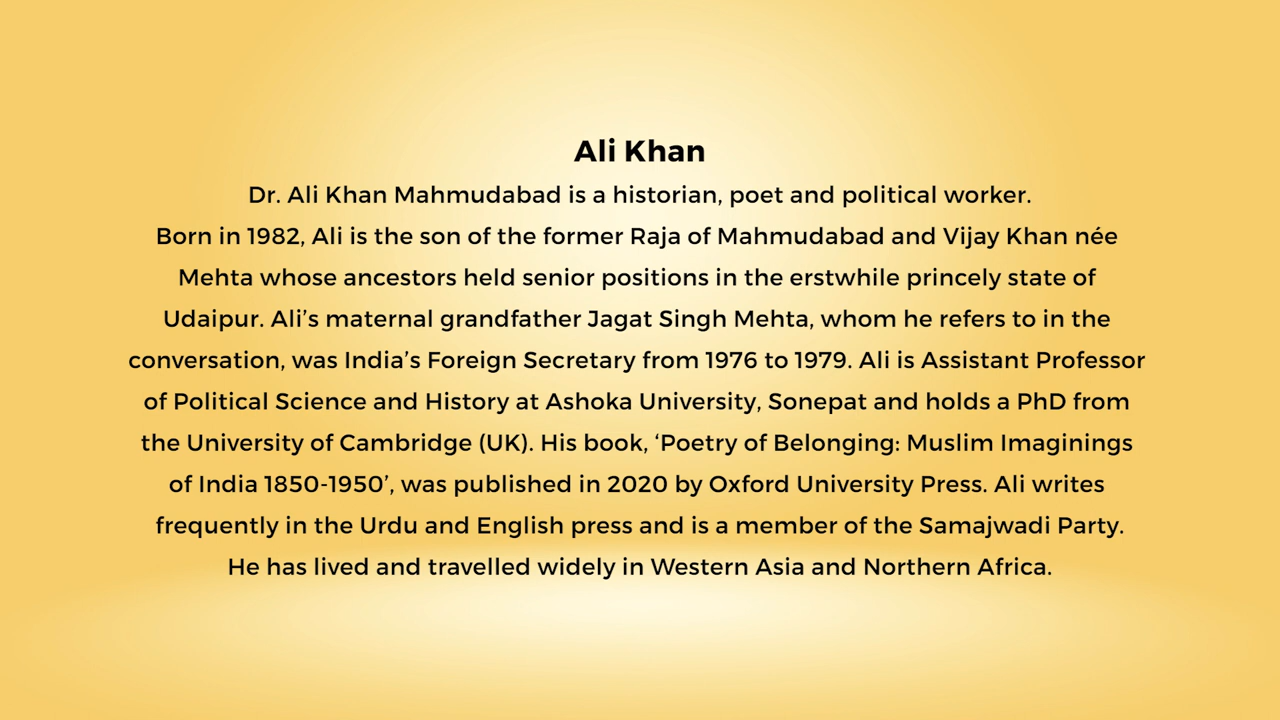 Ali Khan
Dr. Ali Khan Mahmudabad is a historian, poet and political worker.
Born in 1982, Ali is the son of the former Raja of Mahmudabad and Vijay Khan née
Mehta whose ancestors held senior positions in the erstwhile princely state of
Udaipur. Ali’s maternal grandfather Jagat Singh Mehta, whom he refers to in the
conversation, was India’s Foreign Secretary from 1976 to 1979. Ali is Assistant Professor
of Political Science and History at Ashoka University, Sonepat and holds a PhD from
the University of Cambridge (UK). His book, ‘Poetry of Belonging: Muslim Imaginings
of India 1850-1950’, was published in 2020 by Oxford University Press. Ali writes
frequently in the Urdu and English press and is a member of the Samajwadi Party.
He has lived and travelled widely in Western Asia and Northern Africa.